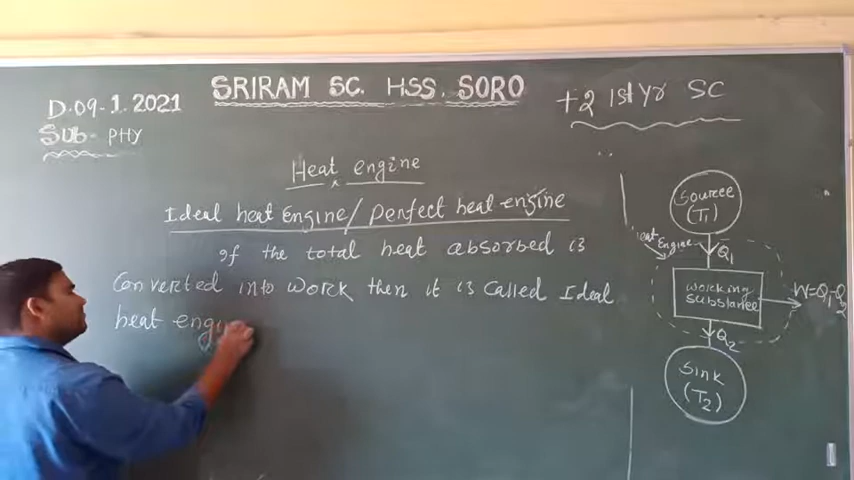 SRIRAM SC. HSS. SORO
D.09-1.2021
Sub- PHY
+2 1st Yr SC
Heat engine
Ideal heat Engine/ perfect heat engine
If the total heat absorbed is
Converted into work then it is Called Ideal
heat engi
Source
(T1)
Heat Engine
Q1
Working
Substance
W=Q1-Q2
Q2
Sink
(T2)